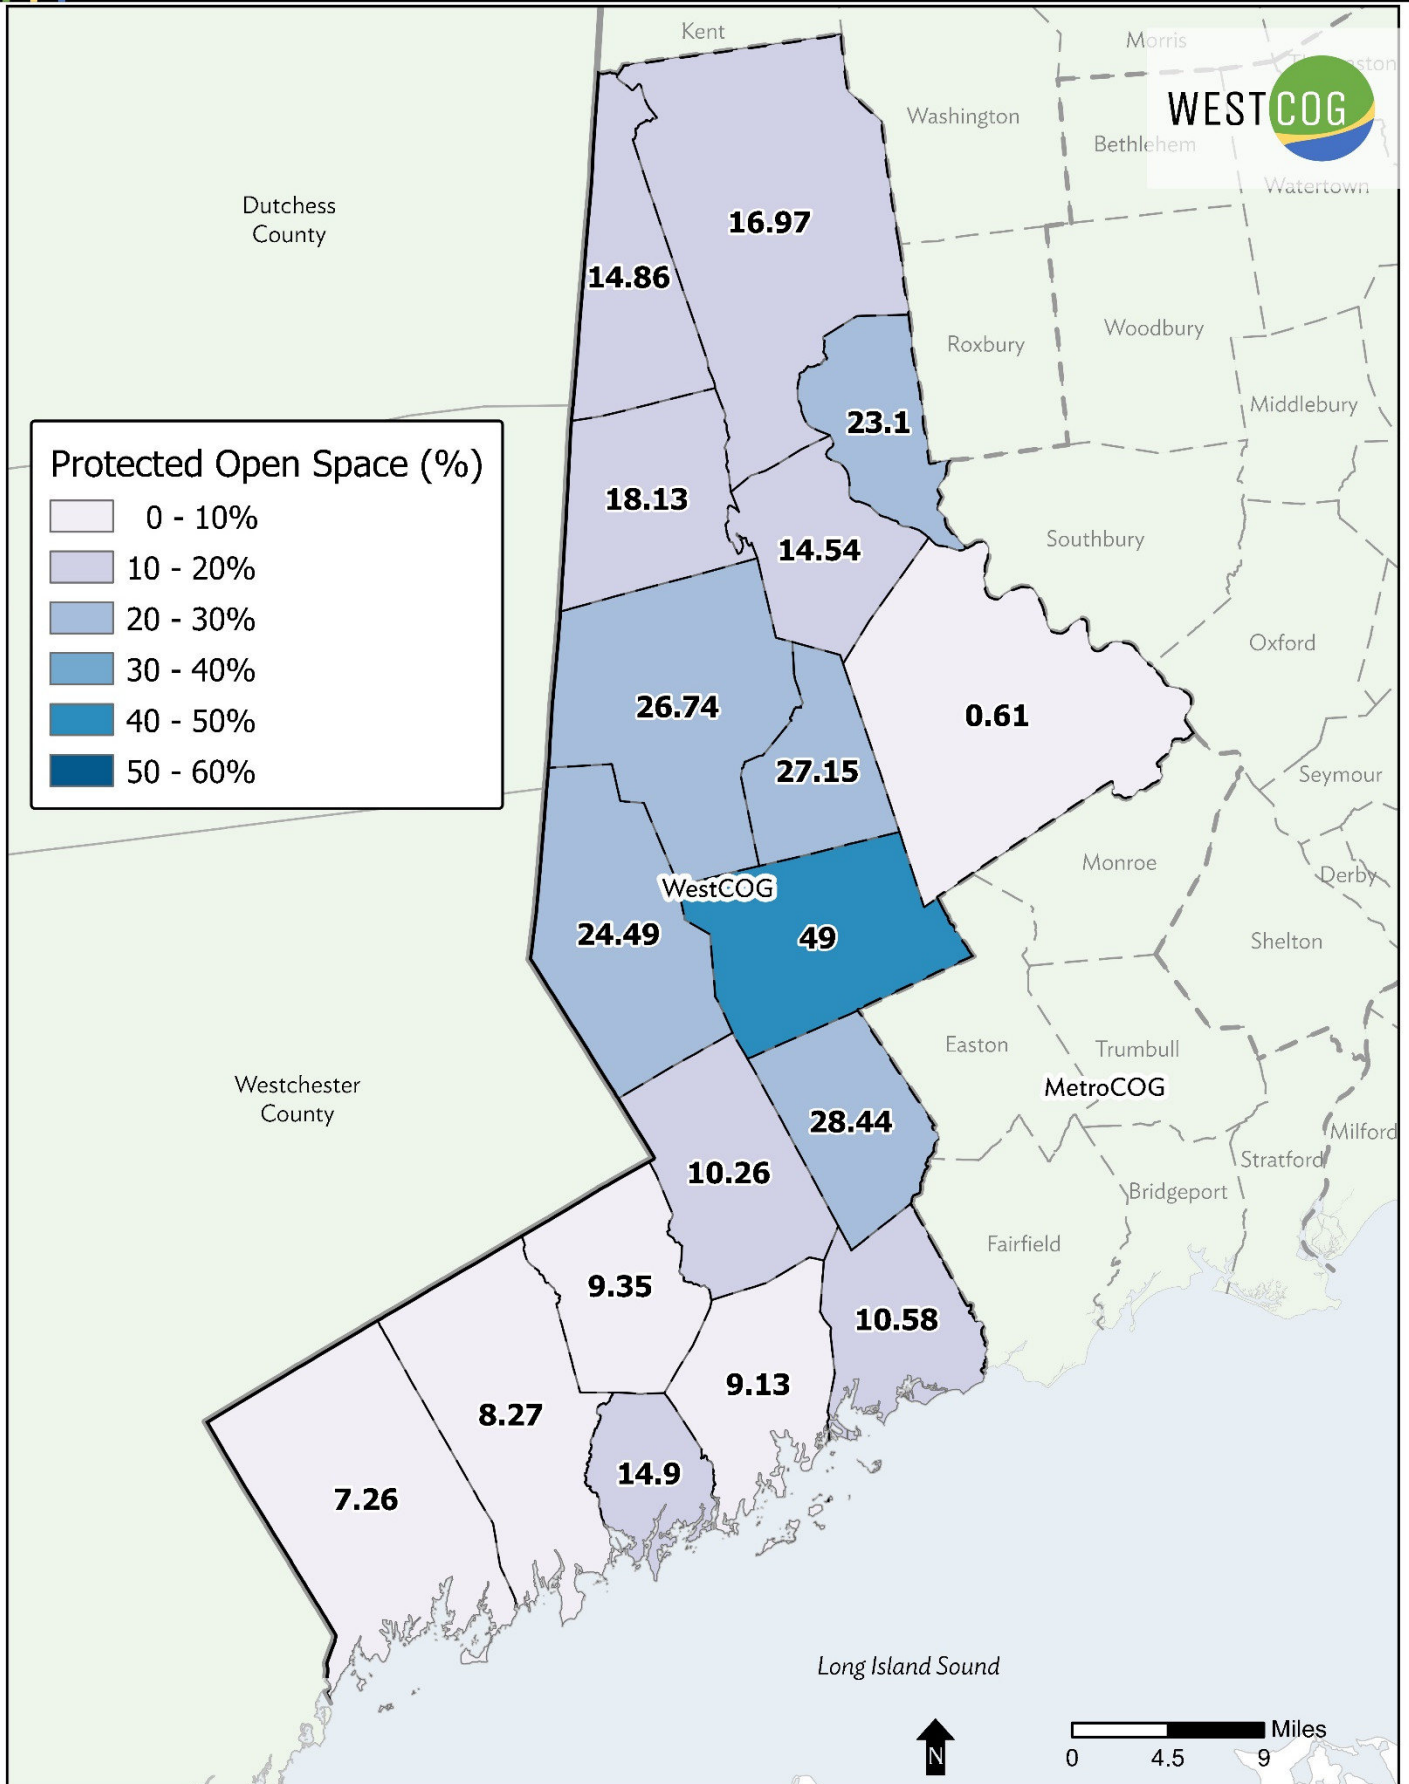 Kent
Morris
Washington
WESTCOG
Bethlehem
Watertown
Dutchess
County
16.97
14.86
Roxbury
Woodbury
Middlebury
23.1
Protected Open Space (%)
0 - 10%
10 - 20%
20 - 30%
30 - 40%
40 - 50%
50 - 60%
18.13
14.54
Southbury
Oxford
26.74
0.61
27.15
Seymour
Monroe
Derby
WestCOG
24.49
49
Shelton
Easton
Trumbull
MetroCOG
Westchester
County
28.44
Milford
10.26
Stratford
Bridgeport
Fairfield
9.35
10.58
9.13
8.27
14.9
7.26
Long Island Sound
N
Miles
0 4.5 9